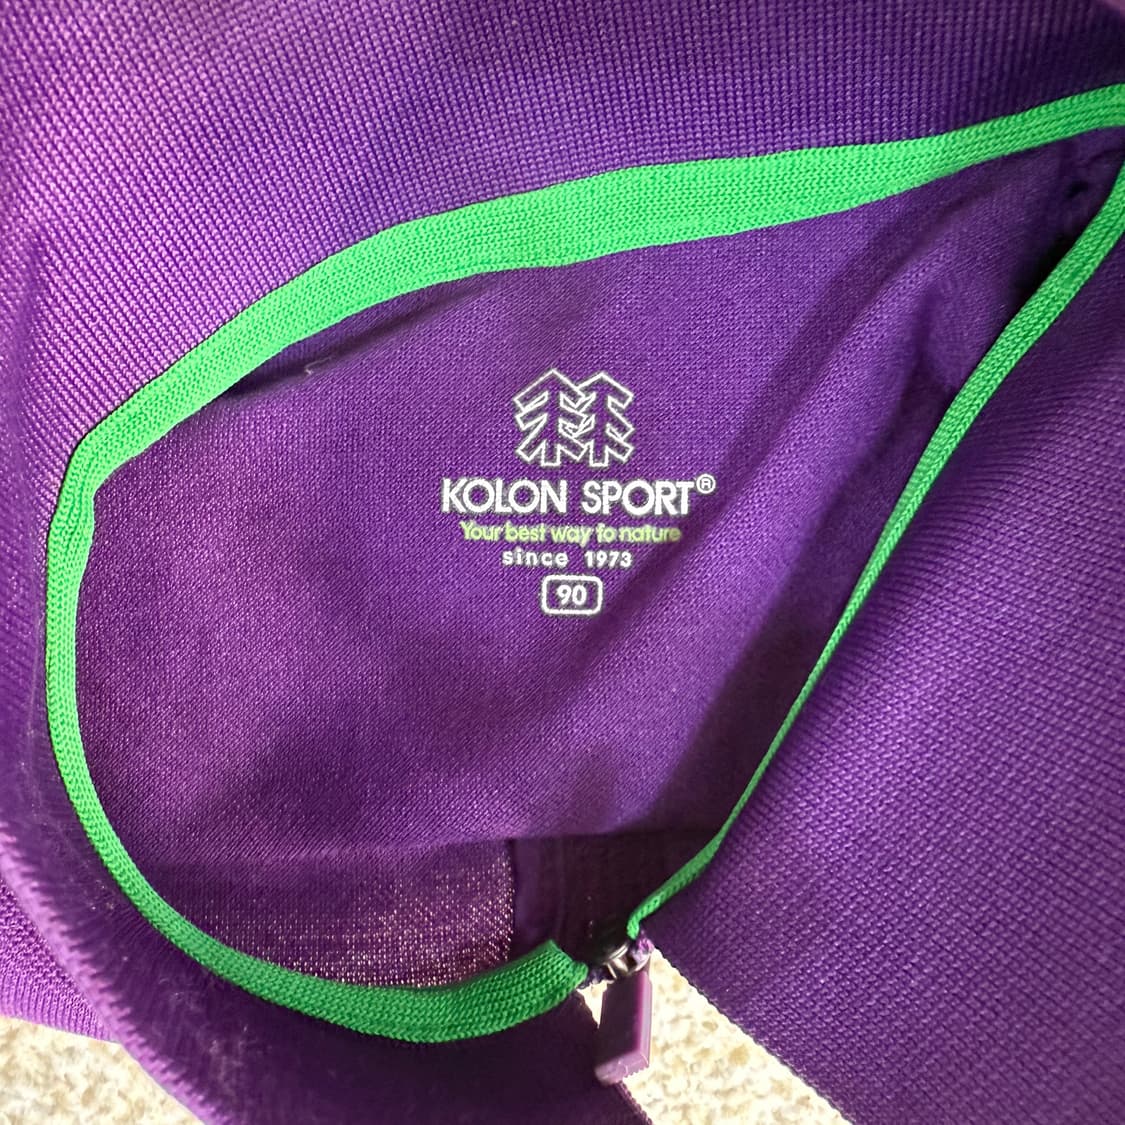 KOLON SPORT®
Your best way to nature
since 1973
90